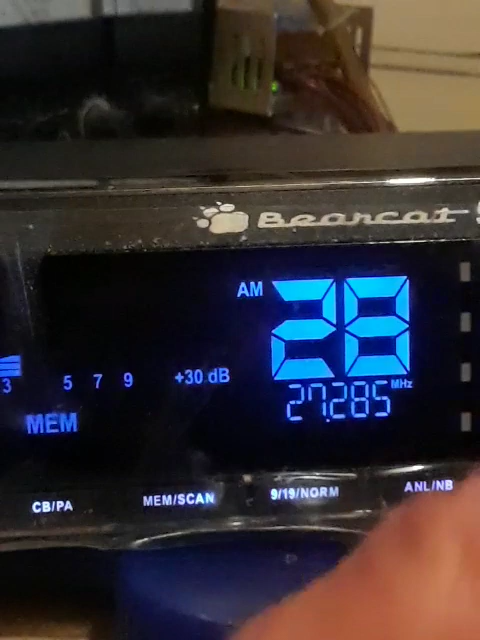 Bearcat
AM 28
3 5 7 9 +30 dB
27.285 MHz
MEM
CB/PA MEM/SCAN 9/19/NORM ANL/NB